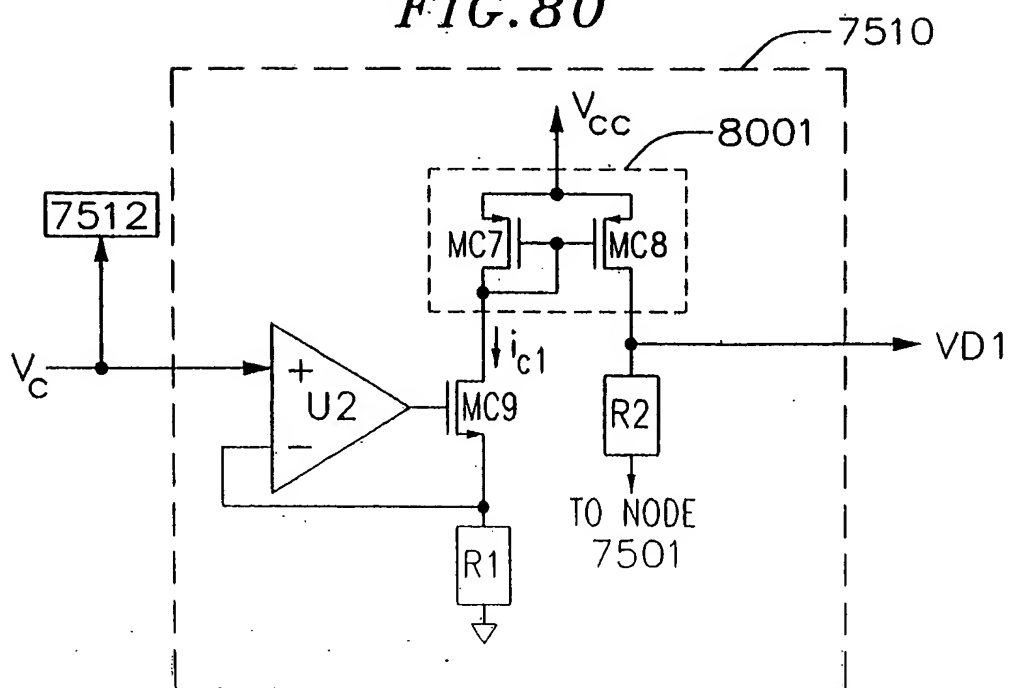 FIG.80
7510
Vcc
8001
7512
MC7
MC8
ic1
VD1
Vc
+
U2
MC9
R2
−
TO NODE
7501
R1